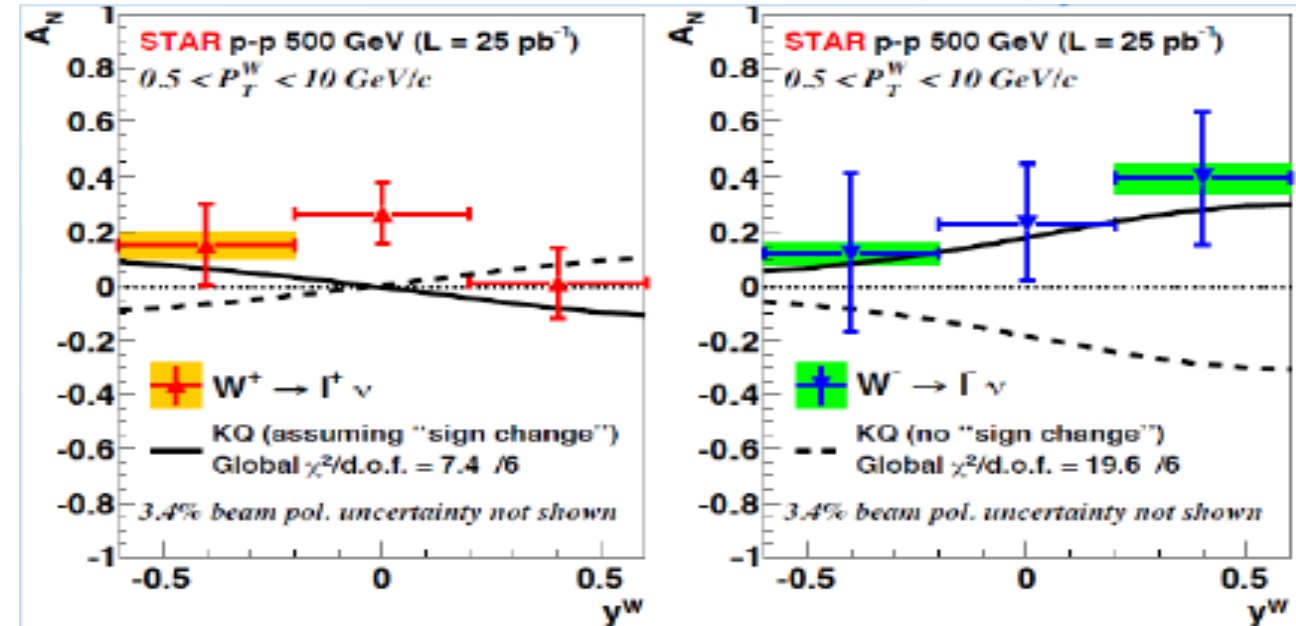 STAR p-p 500 GeV (L = 25 pb⁻¹)
0.5 < P_T^W < 10 GeV/c
A_N
1
0.8
0.6
0.4
0.2
0
-0.2
-0.4
-0.6
-0.8
-1
W⁺ → l⁺ ν
KQ (assuming "sign change")
Global χ²/d.o.f. = 7.4 /6
3.4% beam pol. uncertainty not shown
-0.5 0 0.5
y^W
STAR p-p 500 GeV (L = 25 pb⁻¹)
0.5 < P_T^W < 10 GeV/c
A_N
1
0.8
0.6
0.4
0.2
0
-0.2
-0.4
-0.6
-0.8
-1
W⁻ → l⁻ ν
KQ (no "sign change")
Global χ²/d.o.f. = 19.6 /6
3.4% beam pol. uncertainty not shown
-0.5 0 0.5
y^W